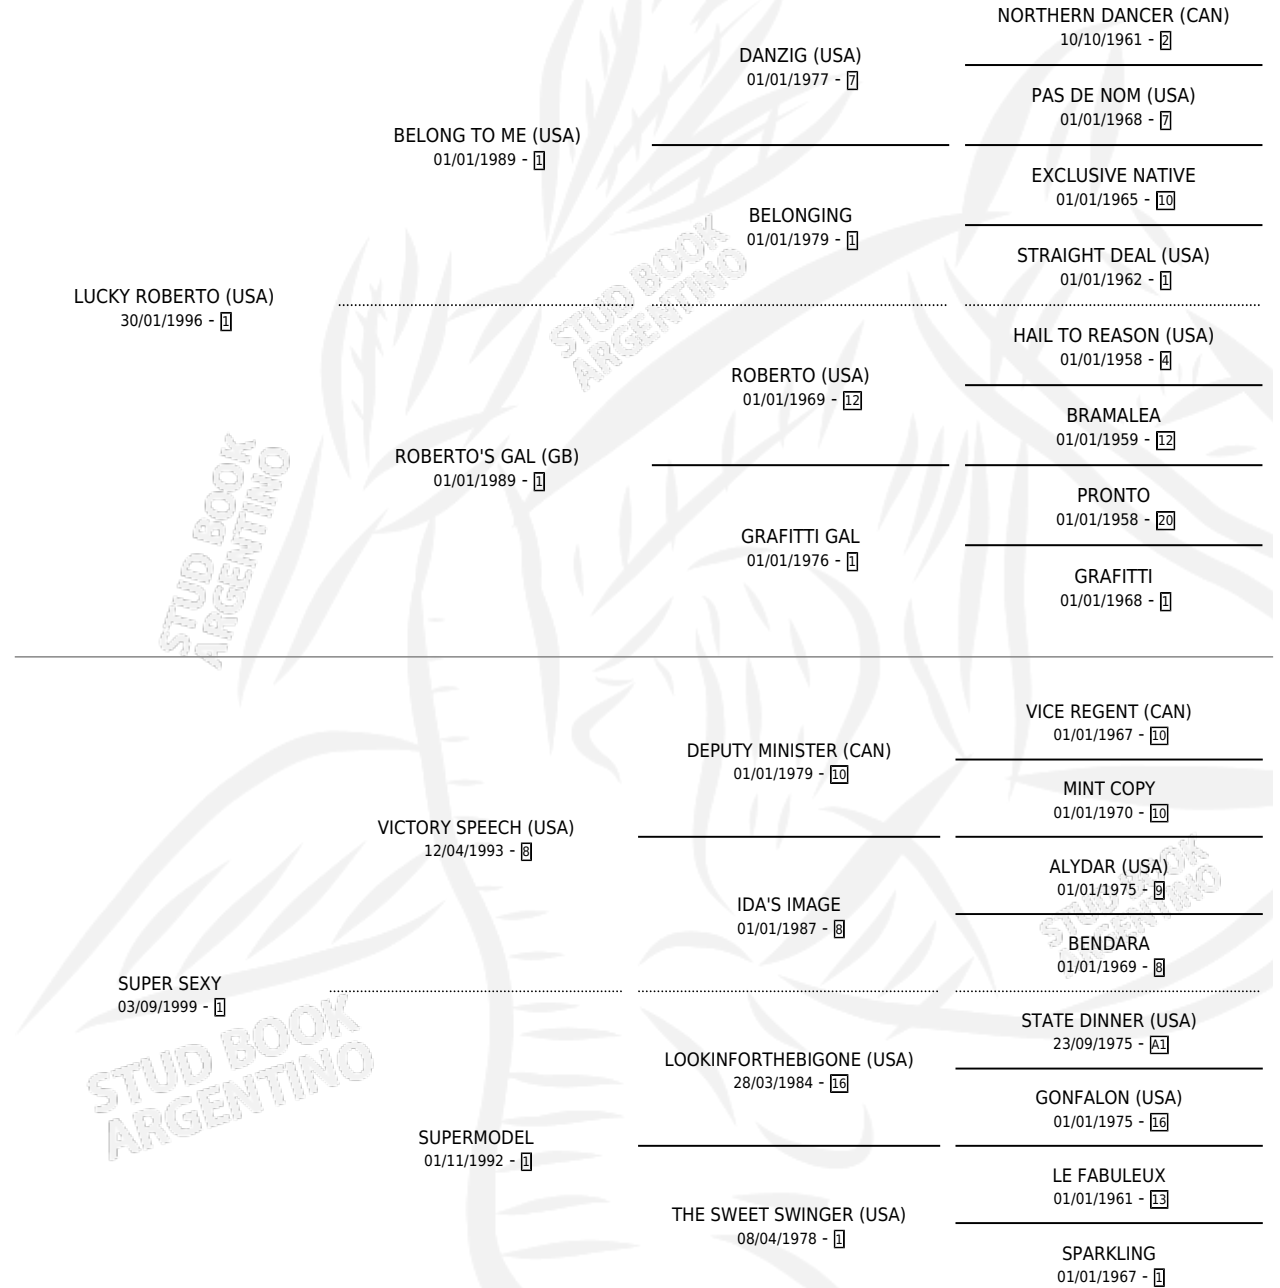 NORTHERN DANCER (CAN)
10/10/1961 - 2
DANZIG (USA)
01/01/1977 - 7
PAS DE NOM (USA)
01/01/1968 - 7
BELONG TO ME (USA)
01/01/1989 - 1
EXCLUSIVE NATIVE
01/01/1965 - 10
BELONGING
01/01/1979 - 1
STRAIGHT DEAL (USA)
01/01/1962 - 1
LUCKY ROBERTO (USA)
30/01/1996 - 1
STUD BOOK
ARGENTINO
HAIL TO REASON (USA)
01/01/1958 - 4
ROBERTO (USA)
01/01/1969 - 12
BRAMALEA
01/01/1959 - 12
ROBERTO'S GAL (GB)
01/01/1989 - 1
PRONTO
01/01/1958 - 20
GRAFITTI GAL
01/01/1976 - 1
GRAFITTI
01/01/1968 - 1
STUD BOOK
ARGENTINO
VICE REGENT (CAN)
01/01/1967 - 10
DEPUTY MINISTER (CAN)
01/01/1979 - 10
MINT COPY
01/01/1970 - 10
VICTORY SPEECH (USA)
12/04/1993 - 8
ALYDAR (USA)
01/01/1975 - 9
STUD BOOK
ARGENTINO
IDA'S IMAGE
01/01/1987 - 8
BENDARA
01/01/1969 - 8
SUPER SEXY
03/09/1999 - 1
STUD BOOK
ARGENTINO
STATE DINNER (USA)
23/09/1975 - A1
LOOKINFORTHEBIGONE (USA)
28/03/1984 - 16
GONFALON (USA)
01/01/1975 - 16
SUPERMODEL
01/11/1992 - 1
LE FABULEUX
01/01/1961 - 13
THE SWEET SWINGER (USA)
08/04/1978 - 1
SPARKLING
01/01/1967 - 1